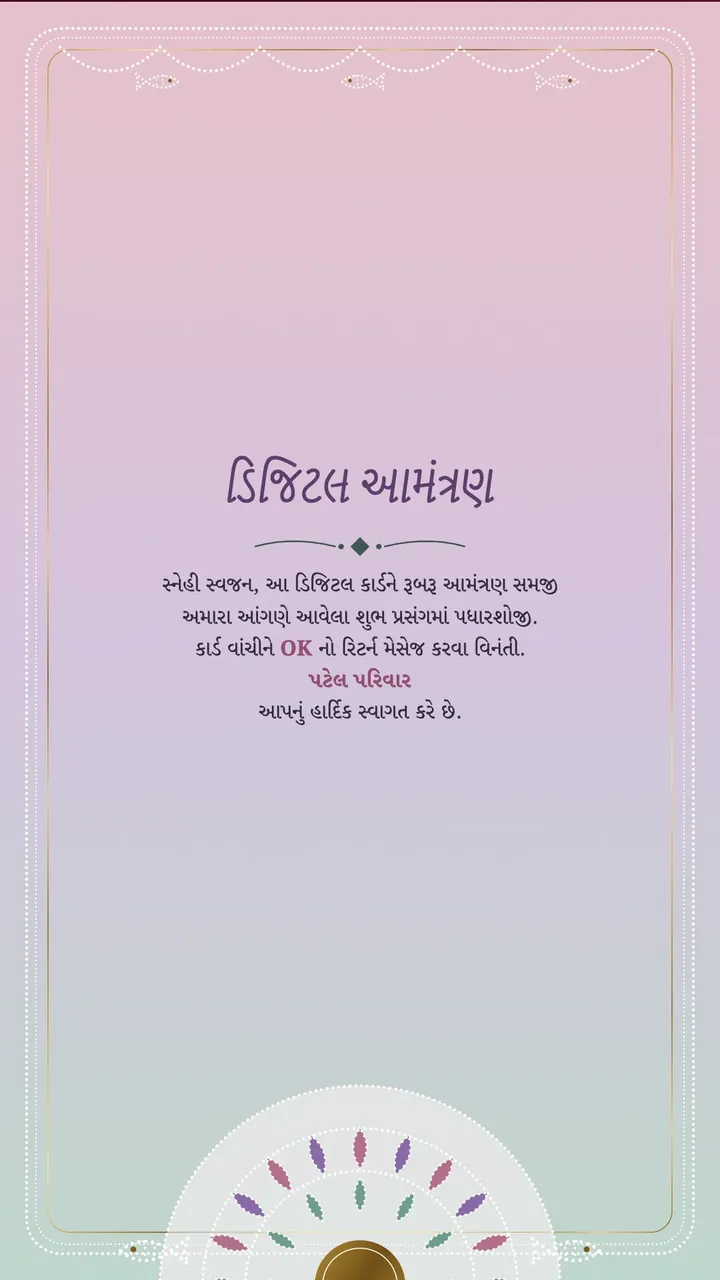 ડિજિટલ આમંત્રણ
સ્નેહી સ્વજન, આ ડિજિટલ કાર્ડને રૂબરૂ આમંત્રણ સમજી
અમારા આંગણે આવેલા શુભ પ્રસંગમાં પધારશોજી.
કાર્ડ વાંચીને OK નો રિટર્ન મેસેજ કરવા વિનંતી.
પટેલ પરિવાર
આપનું હાર્દિક સ્વાગત કરે છે.